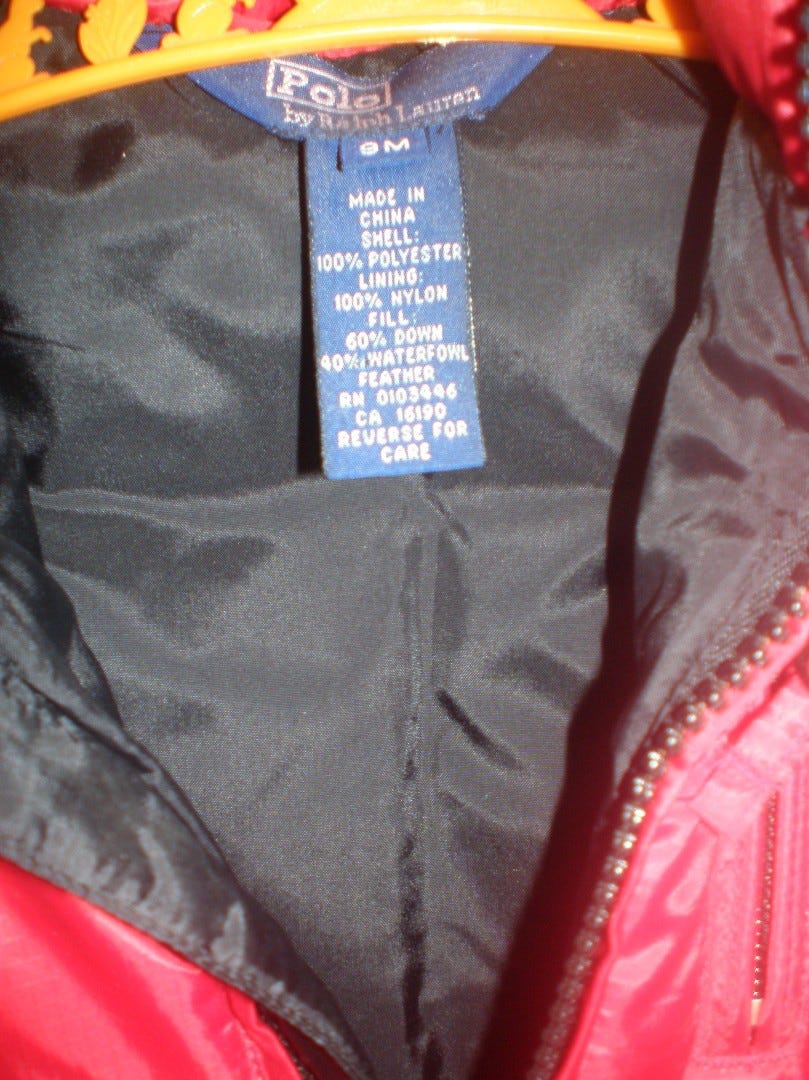 Polo
by Ralph Lauren
9M
MADE IN
CHINA
SHELL:
100% POLYESTER
LINING:
100% NYLON
FILL:
60% DOWN
40% WATERFOWL
FEATHER
RN 0103446
CA 16190
REVERSE FOR
CARE